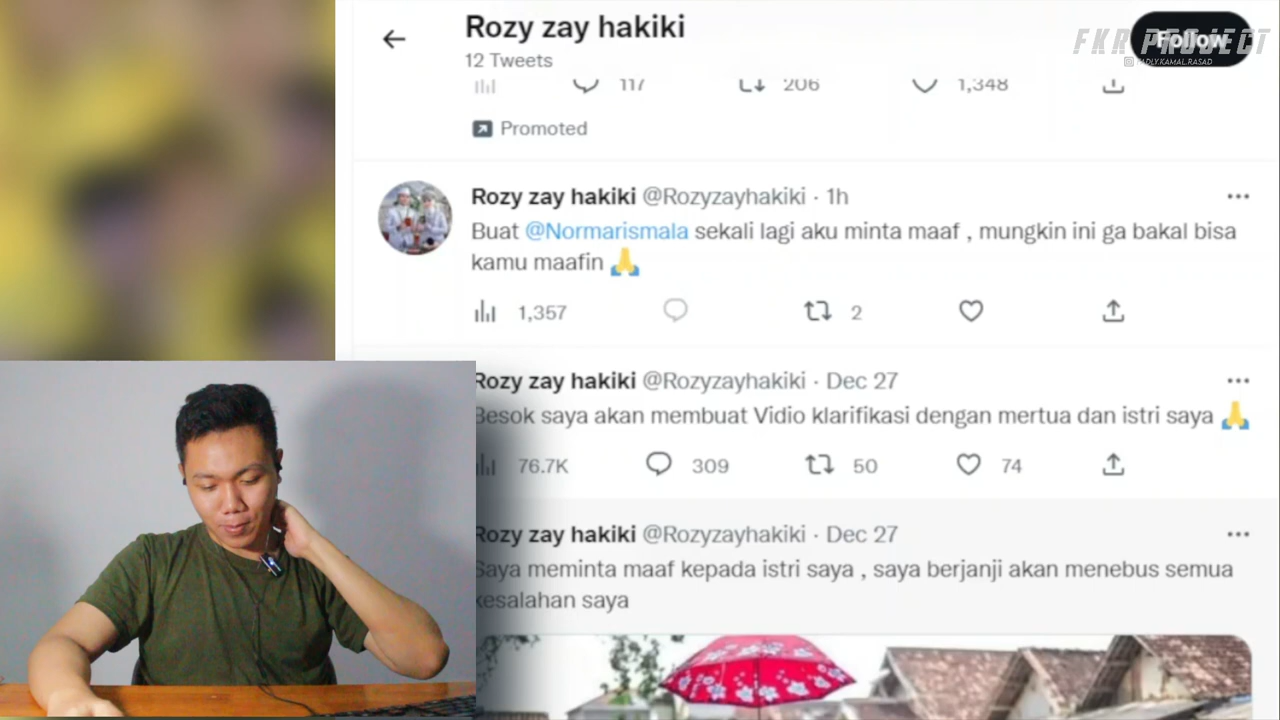 Rozy zay hakiki
12 Tweets
Follow
FKR PROJECT
117 206 1,348
Promoted
Rozy zay hakiki @Rozyzayhakiki · 1h
Buat @Normarismala sekali lagi aku minta maaf , mungkin ini ga bakal bisa
kamu maafin 🙏
1,357 2
Rozy zay hakiki @Rozyzayhakiki · Dec 27
Besok saya akan membuat Vidio klarifikasi dengan mertua dan istri saya 🙏
76.7K 309 50 74
Rozy zay hakiki @Rozyzayhakiki · Dec 27
Saya meminta maaf kepada istri saya , saya berjanji akan menebus semua
kesalahan saya